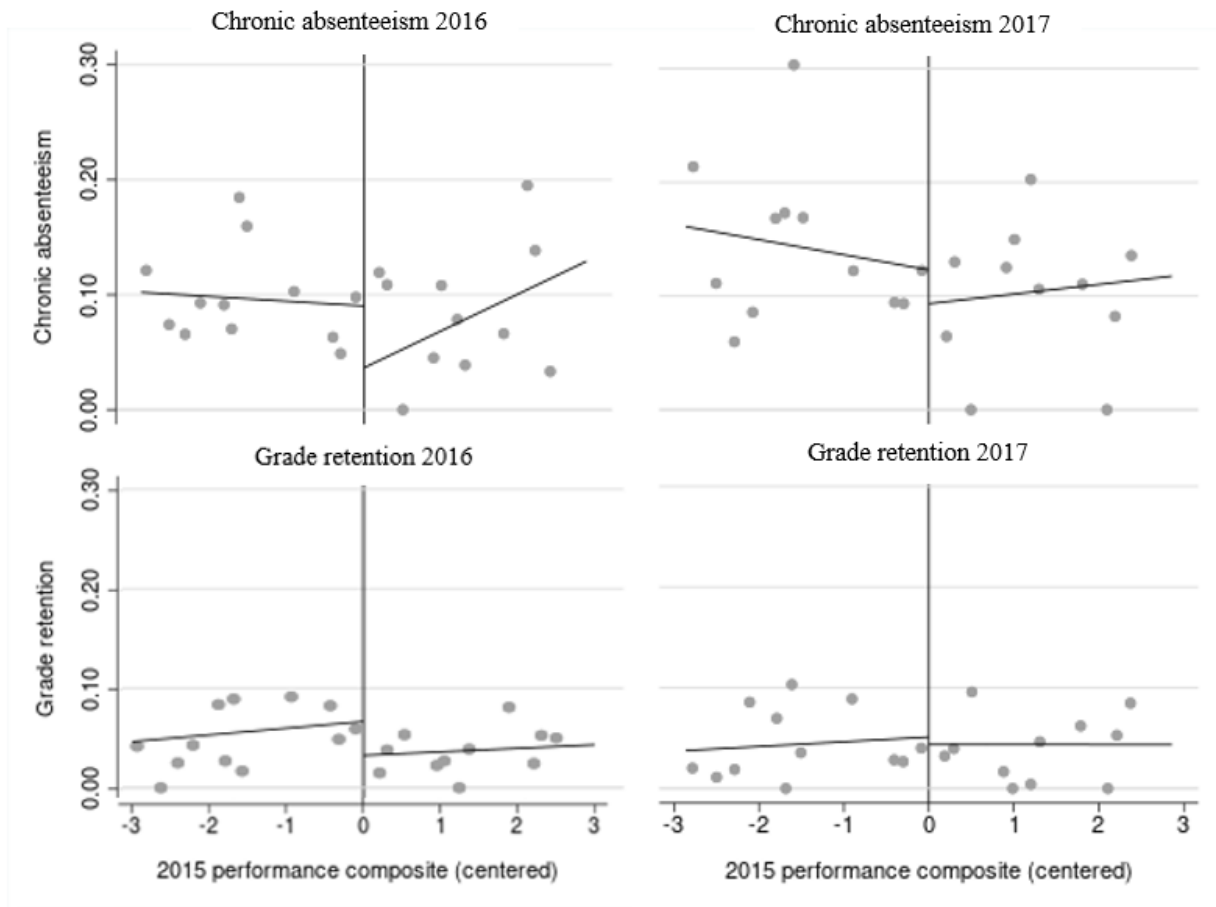 Chronic absenteeism 2016
Chronic absenteeism 2017
Chronic absenteeism
0.30
0.20
0.10
0.00
Grade retention 2016
Grade retention 2017
Grade retention
0.30
0.20
0.10
0.00
-3 -2 -1 0 1 2 3
-3 -2 -1 0 1 2 3
2015 performance composite (centered)
2015 performance composite (centered)